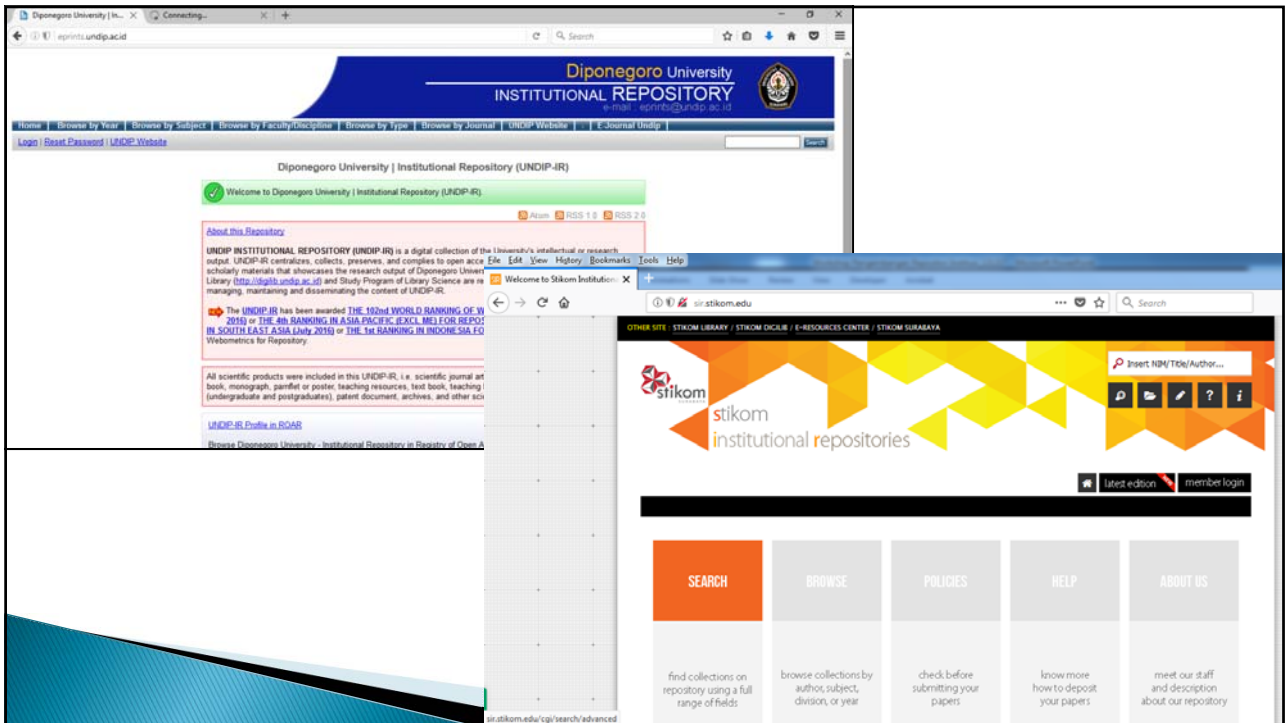 Diponegoro University | In...
Connecting...
eprints.undip.ac.id
Search
Diponegoro University
INSTITUTIONAL REPOSITORY
e-mail : eprints@undip.ac.id
Home | Browse by Year | Browse by Subject | Browse by Faculty/Discipline | Browse by Type | Browse by Journal | UNDIP Website | . | E Journal Undip |
Login | Reset Password | UNDIP Website
Search
Diponegoro University | Institutional Repository (UNDIP-IR)
Welcome to Diponegoro University | Institutional Repository (UNDIP-IR).
Atom RSS 1.0 RSS 2.0
About this Repository
UNDIP INSTITUTIONAL REPOSITORY (UNDIP-IR) is a digital collection of the University's intellectual or research
output. UNDIP-IR centralizes, collects, preserves, and complies to open acce
scholarly materials that showcases the research output of Diponegoro Univer
Library (http://digilib.undip.ac.id) and Study Program of Library Science are re
managing, maintaining and disseminating the content of UNDIP-IR.
The UNDIP-IR has been awarded THE 102nd WORLD RANKING OF W
2016) or THE 4th RANKING IN ASIA-PACIFIC (EXCL ME) FOR REPOS
IN SOUTH EAST ASIA (July 2016) or THE 1st RANKING IN INDONESIA FO
Webometrics for Repository.
All scientific products were included in this UNDIP-IR, i.e. scientific journal art
book, monograph, pamflet or poster, teaching resources, text book, teaching
(undergraduate and postgraduates), patent document, archives, and other sci
UNDIP-IR Profile in ROAR
Browse Diponegoro University - Institutional Repository in Registry of Open A
File Edit View History Bookmarks Tools Help
Welcome to Stikom Institution:
sir.stikom.edu
Search
OTHER SITE : STIKOM LIBRARY / STIKOM DIGILIB / E-RESOURCES CENTER / STIKOM SURABAYA
Insert NIM/Title/Author...
stikom
SURABAYA
stikom
institutional repositories
latest edition
member login
SEARCH
BROWSE
POLICIES
HELP
ABOUT US
find collections on
repository using a full
range of fields
browse collections by
author, subject,
division, or year
check before
submitting your
papers
know more
how to deposit
your papers
meet our staff
and description
about our repository
sir.stikom.edu/cgi/search/advanced